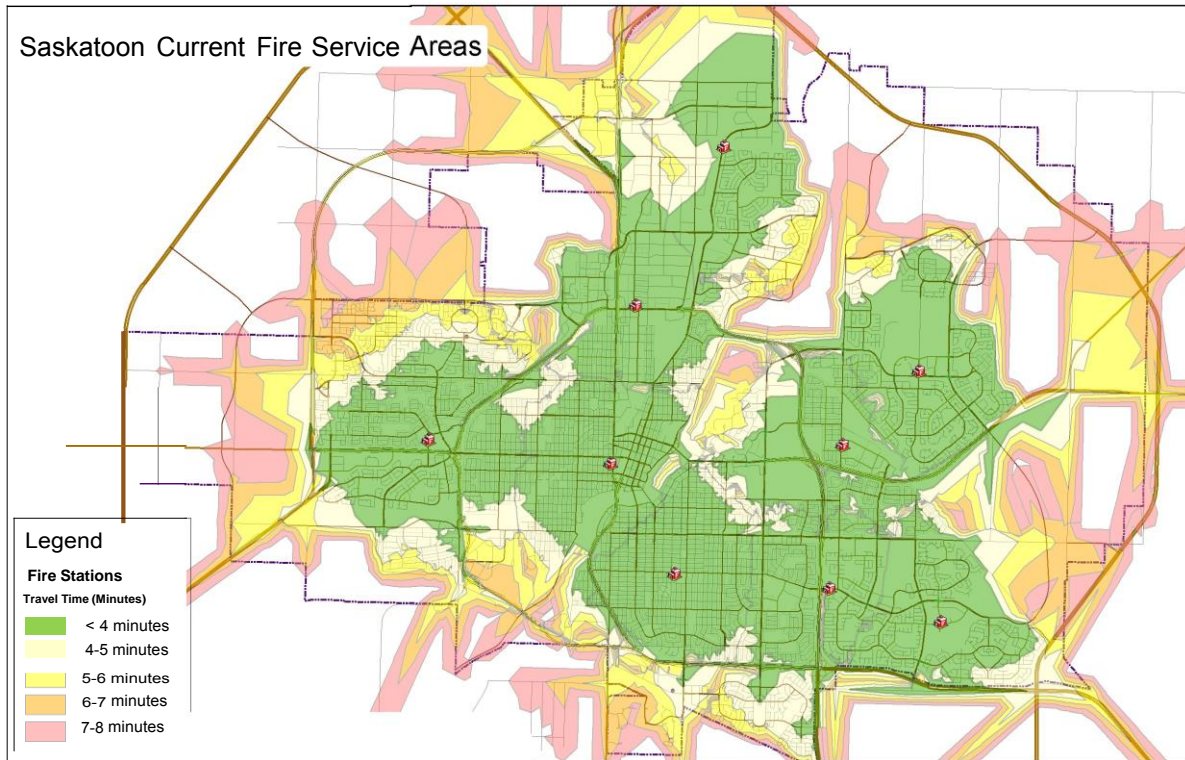 Saskatoon Current Fire Service Areas
Legend
Fire Stations
Travel Time (Minutes)
< 4 minutes
4-5 minutes
5-6 minutes
6-7 minutes
7-8 minutes